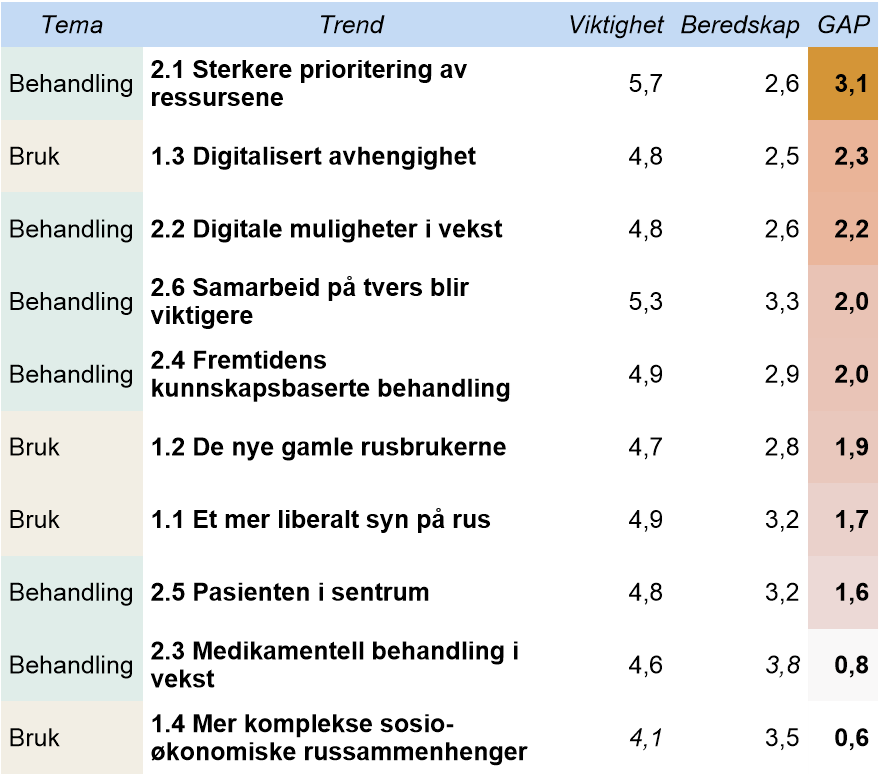 Tema Trend Viktighet Beredskap GAP
Behandling 2.1 Sterkere prioritering av ressursene 5,7 2,6 3,1
Bruk 1.3 Digitalisert avhengighet 4,8 2,5 2,3
Behandling 2.2 Digitale muligheter i vekst 4,8 2,6 2,2
Behandling 2.6 Samarbeid på tvers blir viktigere 5,3 3,3 2,0
Behandling 2.4 Fremtidens kunnskapsbaserte behandling 4,9 2,9 2,0
Bruk 1.2 De nye gamle rusbrukerne 4,7 2,8 1,9
Bruk 1.1 Et mer liberalt syn på rus 4,9 3,2 1,7
Behandling 2.5 Pasienten i sentrum 4,8 3,2 1,6
Behandling 2.3 Medikamentell behandling i vekst 4,6 3,8 0,8
Bruk 1.4 Mer komplekse sosio-økonomiske russammenhenger 4,1 3,5 0,6